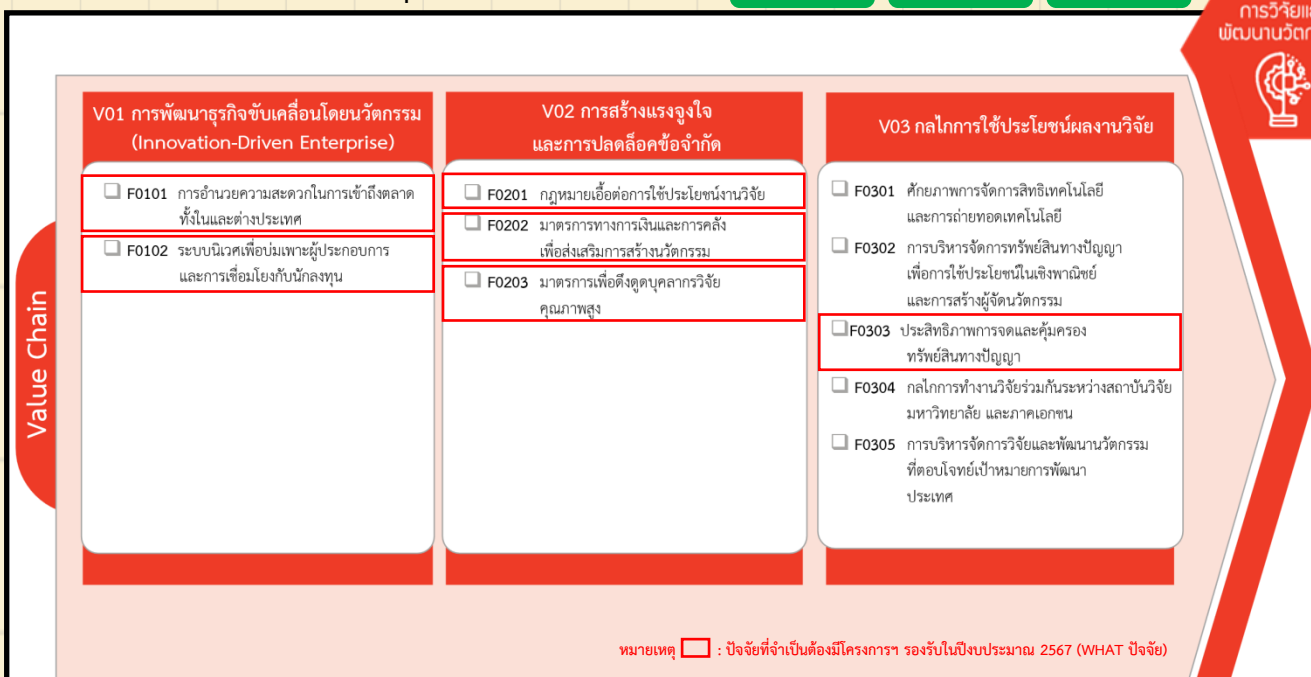 การวิจัยและ
พัฒนานวัตก
V01 การพัฒนาธุรกิจขับเคลื่อนโดยนวัตกรรม
(Innovation-Driven Enterprise)
F0101 การอำนวยความสะดวกในการเข้าถึงตลาด
ทั้งในและต่างประเทศ
F0102 ระบบนิเวศเพื่อบ่มเพาะผู้ประกอบการ
และการเชื่อมโยงกับนักลงทุน
V02 การสร้างแรงจูงใจ
และการปลดล็อคข้อจำกัด
F0201 กฎหมายเอื้อต่อการใช้ประโยชน์งานวิจัย
F0202 มาตรการทางการเงินและการคลัง
เพื่อส่งเสริมการสร้างนวัตกรรม
F0203 มาตรการเพื่อดึงดูดบุคลากรวิจัย
คุณภาพสูง
V03 กลไกการใช้ประโยชน์ผลงานวิจัย
F0301 ศักยภาพการจัดการสิทธิเทคโนโลยี
และการถ่ายทอดเทคโนโลยี
F0302 การบริหารจัดการทรัพย์สินทางปัญญา
เพื่อการใช้ประโยชน์ในเชิงพาณิชย์
และการสร้างผู้จัดนวัตกรรม
F0303 ประสิทธิภาพการจดและคุ้มครอง
ทรัพย์สินทางปัญญา
F0304 กลไกการทำงานวิจัยร่วมกันระหว่างสถาบันวิจัย
มหาวิทยาลัย และภาคเอกชน
F0305 การบริหารจัดการวิจัยและพัฒนานวัตกรรม
ที่ตอบโจทย์เป้าหมายการพัฒนา
ประเทศ
Value Chain
หมายเหตุ : ปัจจัยที่จำเป็นต้องมีโครงการฯ รองรับในปีงบประมาณ 2567 (WHAT ปัจจัย)